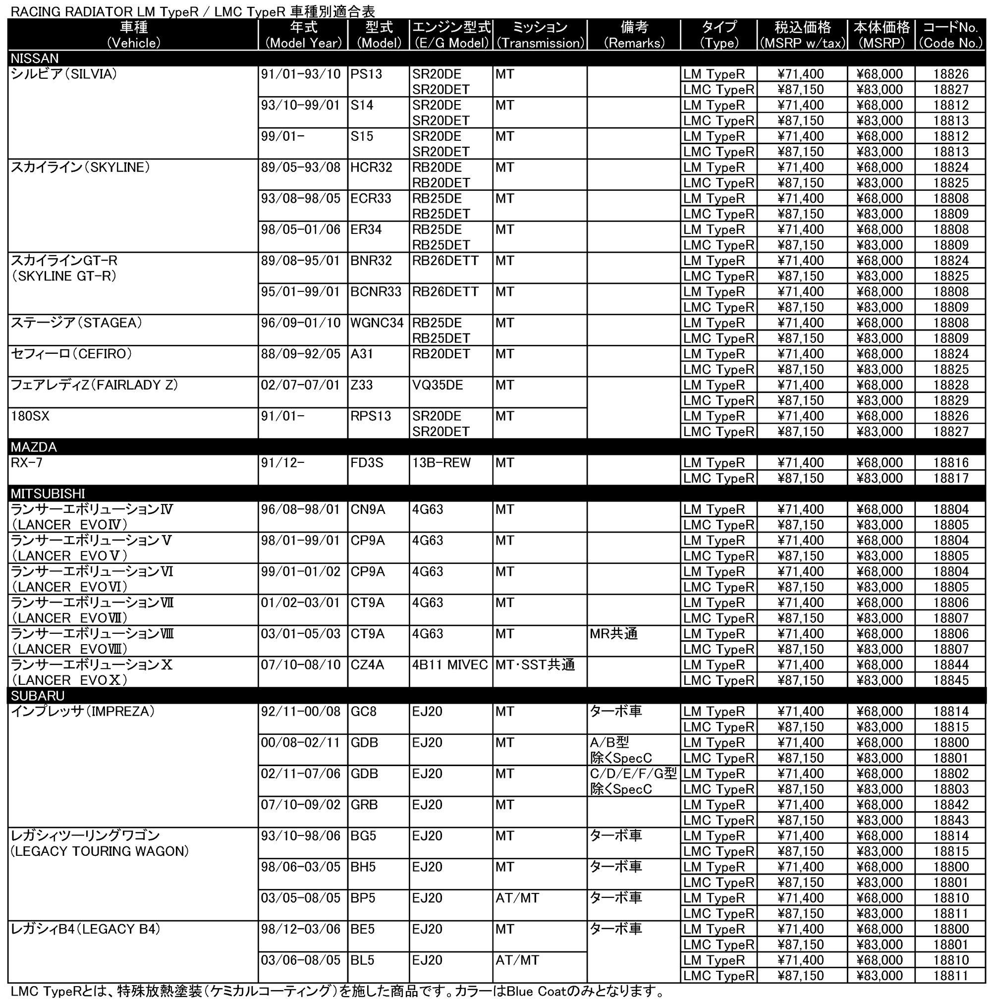 RACING RADIATOR LM TypeR / LMC TypeR 車種別適合表
車種 年式 型式 エンジン型式 ミッション 備考 タイプ 税込価格 本体価格 コードNo.
(Vehicle) (Model Year) (Model) (E/G Model) (Transmission) (Remarks) (Type) (MSRP w/tax) (MSRP) (Code No.)
NISSAN
シルビア(SILVIA) 91/01-93/10 PS13 SR20DE MT LM TypeR ¥71,400 ¥68,000 18826
SR20DET LMC TypeR ¥87,150 ¥83,000 18827
93/10-99/01 S14 SR20DE MT LM TypeR ¥71,400 ¥68,000 18812
SR20DET LMC TypeR ¥87,150 ¥83,000 18813
99/01- S15 SR20DE MT LM TypeR ¥71,400 ¥68,000 18812
SR20DET LMC TypeR ¥87,150 ¥83,000 18813
スカイライン(SKYLINE) 89/05-93/08 HCR32 RB20DE MT LM TypeR ¥71,400 ¥68,000 18824
RB20DET LMC TypeR ¥87,150 ¥83,000 18825
93/08-98/05 ECR33 RB25DE MT LM TypeR ¥71,400 ¥68,000 18808
RB25DET LMC TypeR ¥87,150 ¥83,000 18809
98/05-01/06 ER34 RB25DE MT LM TypeR ¥71,400 ¥68,000 18808
RB25DET LMC TypeR ¥87,150 ¥83,000 18809
スカイラインGT-R 89/08-95/01 BNR32 RB26DETT MT LM TypeR ¥71,400 ¥68,000 18824
(SKYLINE GT-R) LMC TypeR ¥87,150 ¥83,000 18825
95/01-99/01 BCNR33 RB26DETT MT LM TypeR ¥71,400 ¥68,000 18808
LMC TypeR ¥87,150 ¥83,000 18809
ステージア(STAGEA) 96/09-01/10 WGNC34 RB25DE MT LM TypeR ¥71,400 ¥68,000 18808
RB25DET LMC TypeR ¥87,150 ¥83,000 18809
セフィーロ(CEFIRO) 88/09-92/05 A31 RB20DET MT LM TypeR ¥71,400 ¥68,000 18824
LMC TypeR ¥87,150 ¥83,000 18825
フェアレディZ(FAIRLADY Z) 02/07-07/01 Z33 VQ35DE MT LM TypeR ¥71,400 ¥68,000 18828
LMC TypeR ¥87,150 ¥83,000 18829
180SX 91/01- RPS13 SR20DE MT LM TypeR ¥71,400 ¥68,000 18826
SR20DET LMC TypeR ¥87,150 ¥83,000 18827
MAZDA
RX-7 91/12- FD3S 13B-REW MT LM TypeR ¥71,400 ¥68,000 18816
LMC TypeR ¥87,150 ¥83,000 18817
MITSUBISHI
ランサーエボリューションⅣ 96/08-98/01 CN9A 4G63 MT LM TypeR ¥71,400 ¥68,000 18804
(LANCER EVOⅣ) LMC TypeR ¥87,150 ¥83,000 18805
ランサーエボリューションⅤ 98/01-99/01 CP9A 4G63 MT LM TypeR ¥71,400 ¥68,000 18804
(LANCER EVOⅤ) LMC TypeR ¥87,150 ¥83,000 18805
ランサーエボリューションⅥ 99/01-01/02 CP9A 4G63 MT LM TypeR ¥71,400 ¥68,000 18804
(LANCER EVOⅥ) LMC TypeR ¥87,150 ¥83,000 18805
ランサーエボリューションⅦ 01/02-03/01 CT9A 4G63 MT LM TypeR ¥71,400 ¥68,000 18806
(LANCER EVOⅦ) LMC TypeR ¥87,150 ¥83,000 18807
ランサーエボリューションⅧ 03/01-05/03 CT9A 4G63 MT MR共通 LM TypeR ¥71,400 ¥68,000 18806
(LANCER EVOⅧ) LMC TypeR ¥87,150 ¥83,000 18807
ランサーエボリューションⅩ 07/10-08/10 CZ4A 4B11 MIVEC MT・SST共通 LM TypeR ¥71,400 ¥68,000 18844
(LANCER EVOⅩ) LMC TypeR ¥87,150 ¥83,000 18845
SUBARU
インプレッサ(IMPREZA) 92/11-00/08 GC8 EJ20 MT ターボ車 LM TypeR ¥71,400 ¥68,000 18814
LMC TypeR ¥87,150 ¥83,000 18815
00/08-02/11 GDB EJ20 MT A/B型 LM TypeR ¥71,400 ¥68,000 18800
除くSpecC LMC TypeR ¥87,150 ¥83,000 18801
02/11-07/06 GDB EJ20 MT C/D/E/F/G型 LM TypeR ¥71,400 ¥68,000 18802
除くSpecC LMC TypeR ¥87,150 ¥83,000 18803
07/10-09/02 GRB EJ20 MT LM TypeR ¥71,400 ¥68,000 18842
LMC TypeR ¥87,150 ¥83,000 18843
レガシィツーリングワゴン 93/10-98/06 BG5 EJ20 MT ターボ車 LM TypeR ¥71,400 ¥68,000 18814
(LEGACY TOURING WAGON) LMC TypeR ¥87,150 ¥83,000 18815
98/06-03/05 BH5 EJ20 MT ターボ車 LM TypeR ¥71,400 ¥68,000 18800
LMC TypeR ¥87,150 ¥83,000 18801
03/05-08/05 BP5 EJ20 AT/MT ターボ車 LM TypeR ¥71,400 ¥68,000 18810
LMC TypeR ¥87,150 ¥83,000 18811
レガシィB4(LEGACY B4) 98/12-03/06 BE5 EJ20 MT ターボ車 LM TypeR ¥71,400 ¥68,000 18800
LMC TypeR ¥87,150 ¥83,000 18801
03/06-08/05 BL5 EJ20 AT/MT LM TypeR ¥71,400 ¥68,000 18810
LMC TypeR ¥87,150 ¥83,000 18811
LMC TypeRとは、特殊放熱塗装(ケミカルコーティング)を施した商品です。カラーはBlue Coatのみとなります。